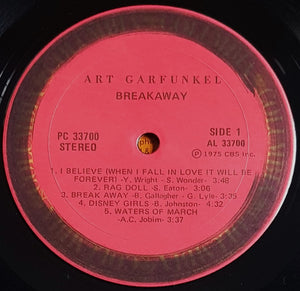 ART GARFUNKEL
BREAKAWAY
PC 33700
STEREO
SIDE 1
AL 33700
℗ 1975 CBS Inc.
1. I BELIEVE (WHEN I FALL IN LOVE IT WILL BE
FOREVER) -Y. Wright - S. Wonder- 3:48
2. RAG DOLL -S. Eaton- 3:06
3. BREAK AWAY -B. Gallagher - G. Lyle- 3:35
4. DISNEY GIRLS -B. Johnston- 4:32
5. WATERS OF MARCH
-A.C. Jobim- 3:37